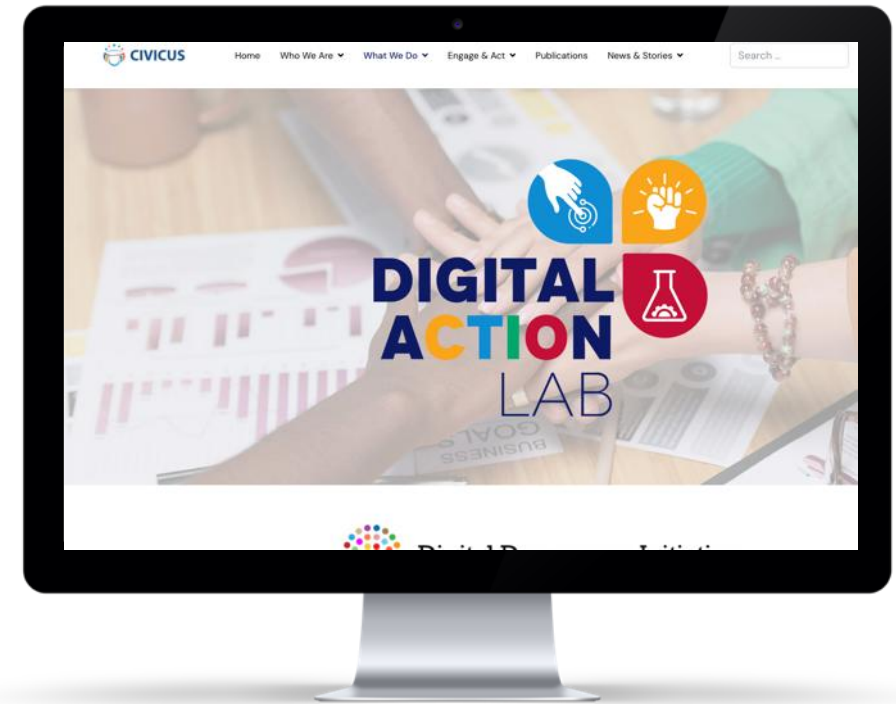 CIVICUS Home Who We Are What We Do Engage & Act Publications News & Stories Search ...
DIGITAL
ACTION
LAB
BUSINESS
GOALS
Digital